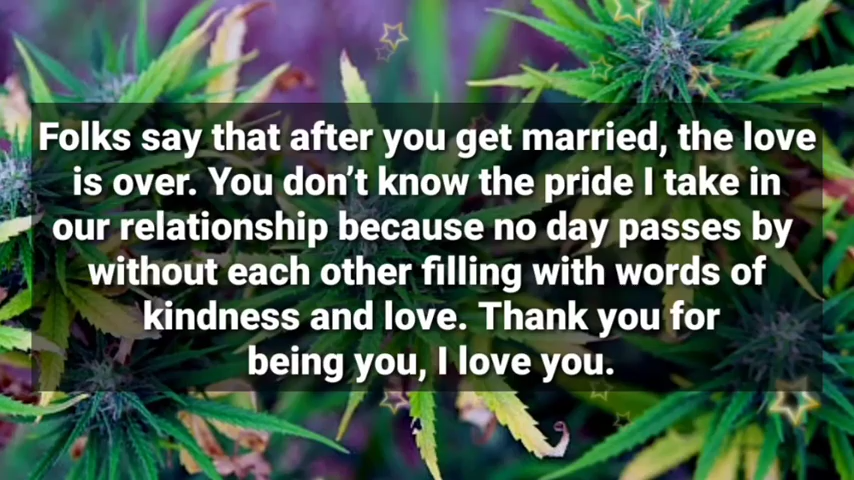 Folks say that after you get married, the love
is over. You don’t know the pride I take in
our relationship because no day passes by
without each other filling with words of
kindness and love. Thank you for
being you, I love you.